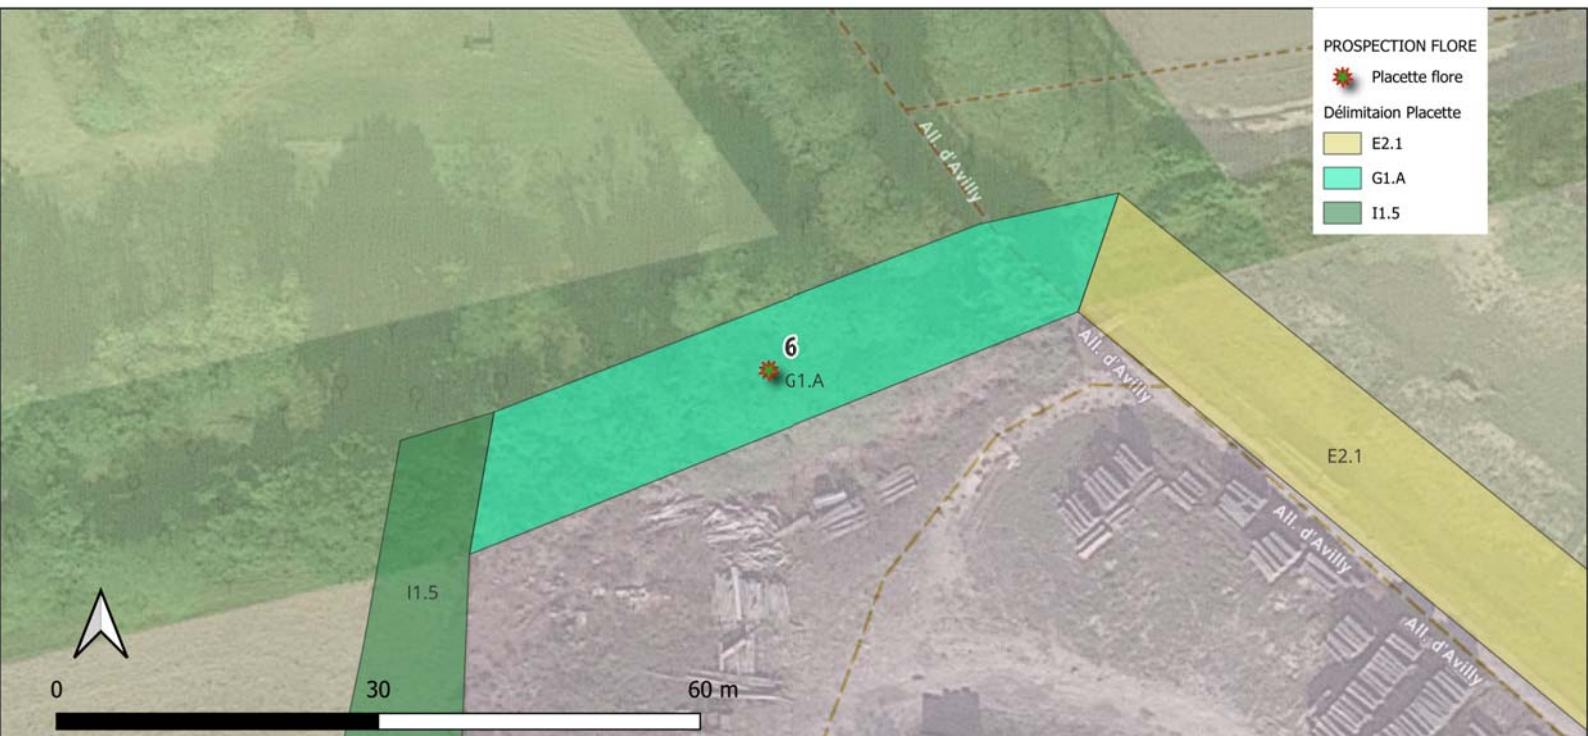 PROSPECTION FLORE
Placette flore
Délimitaion Placette
E2.1
G1.A
I1.5
All. d'Avilly
6
G1.A
All. d'Avilly
E2.1
All. d'Avilly
I1.5
All. d'Avilly
0 30 60 m